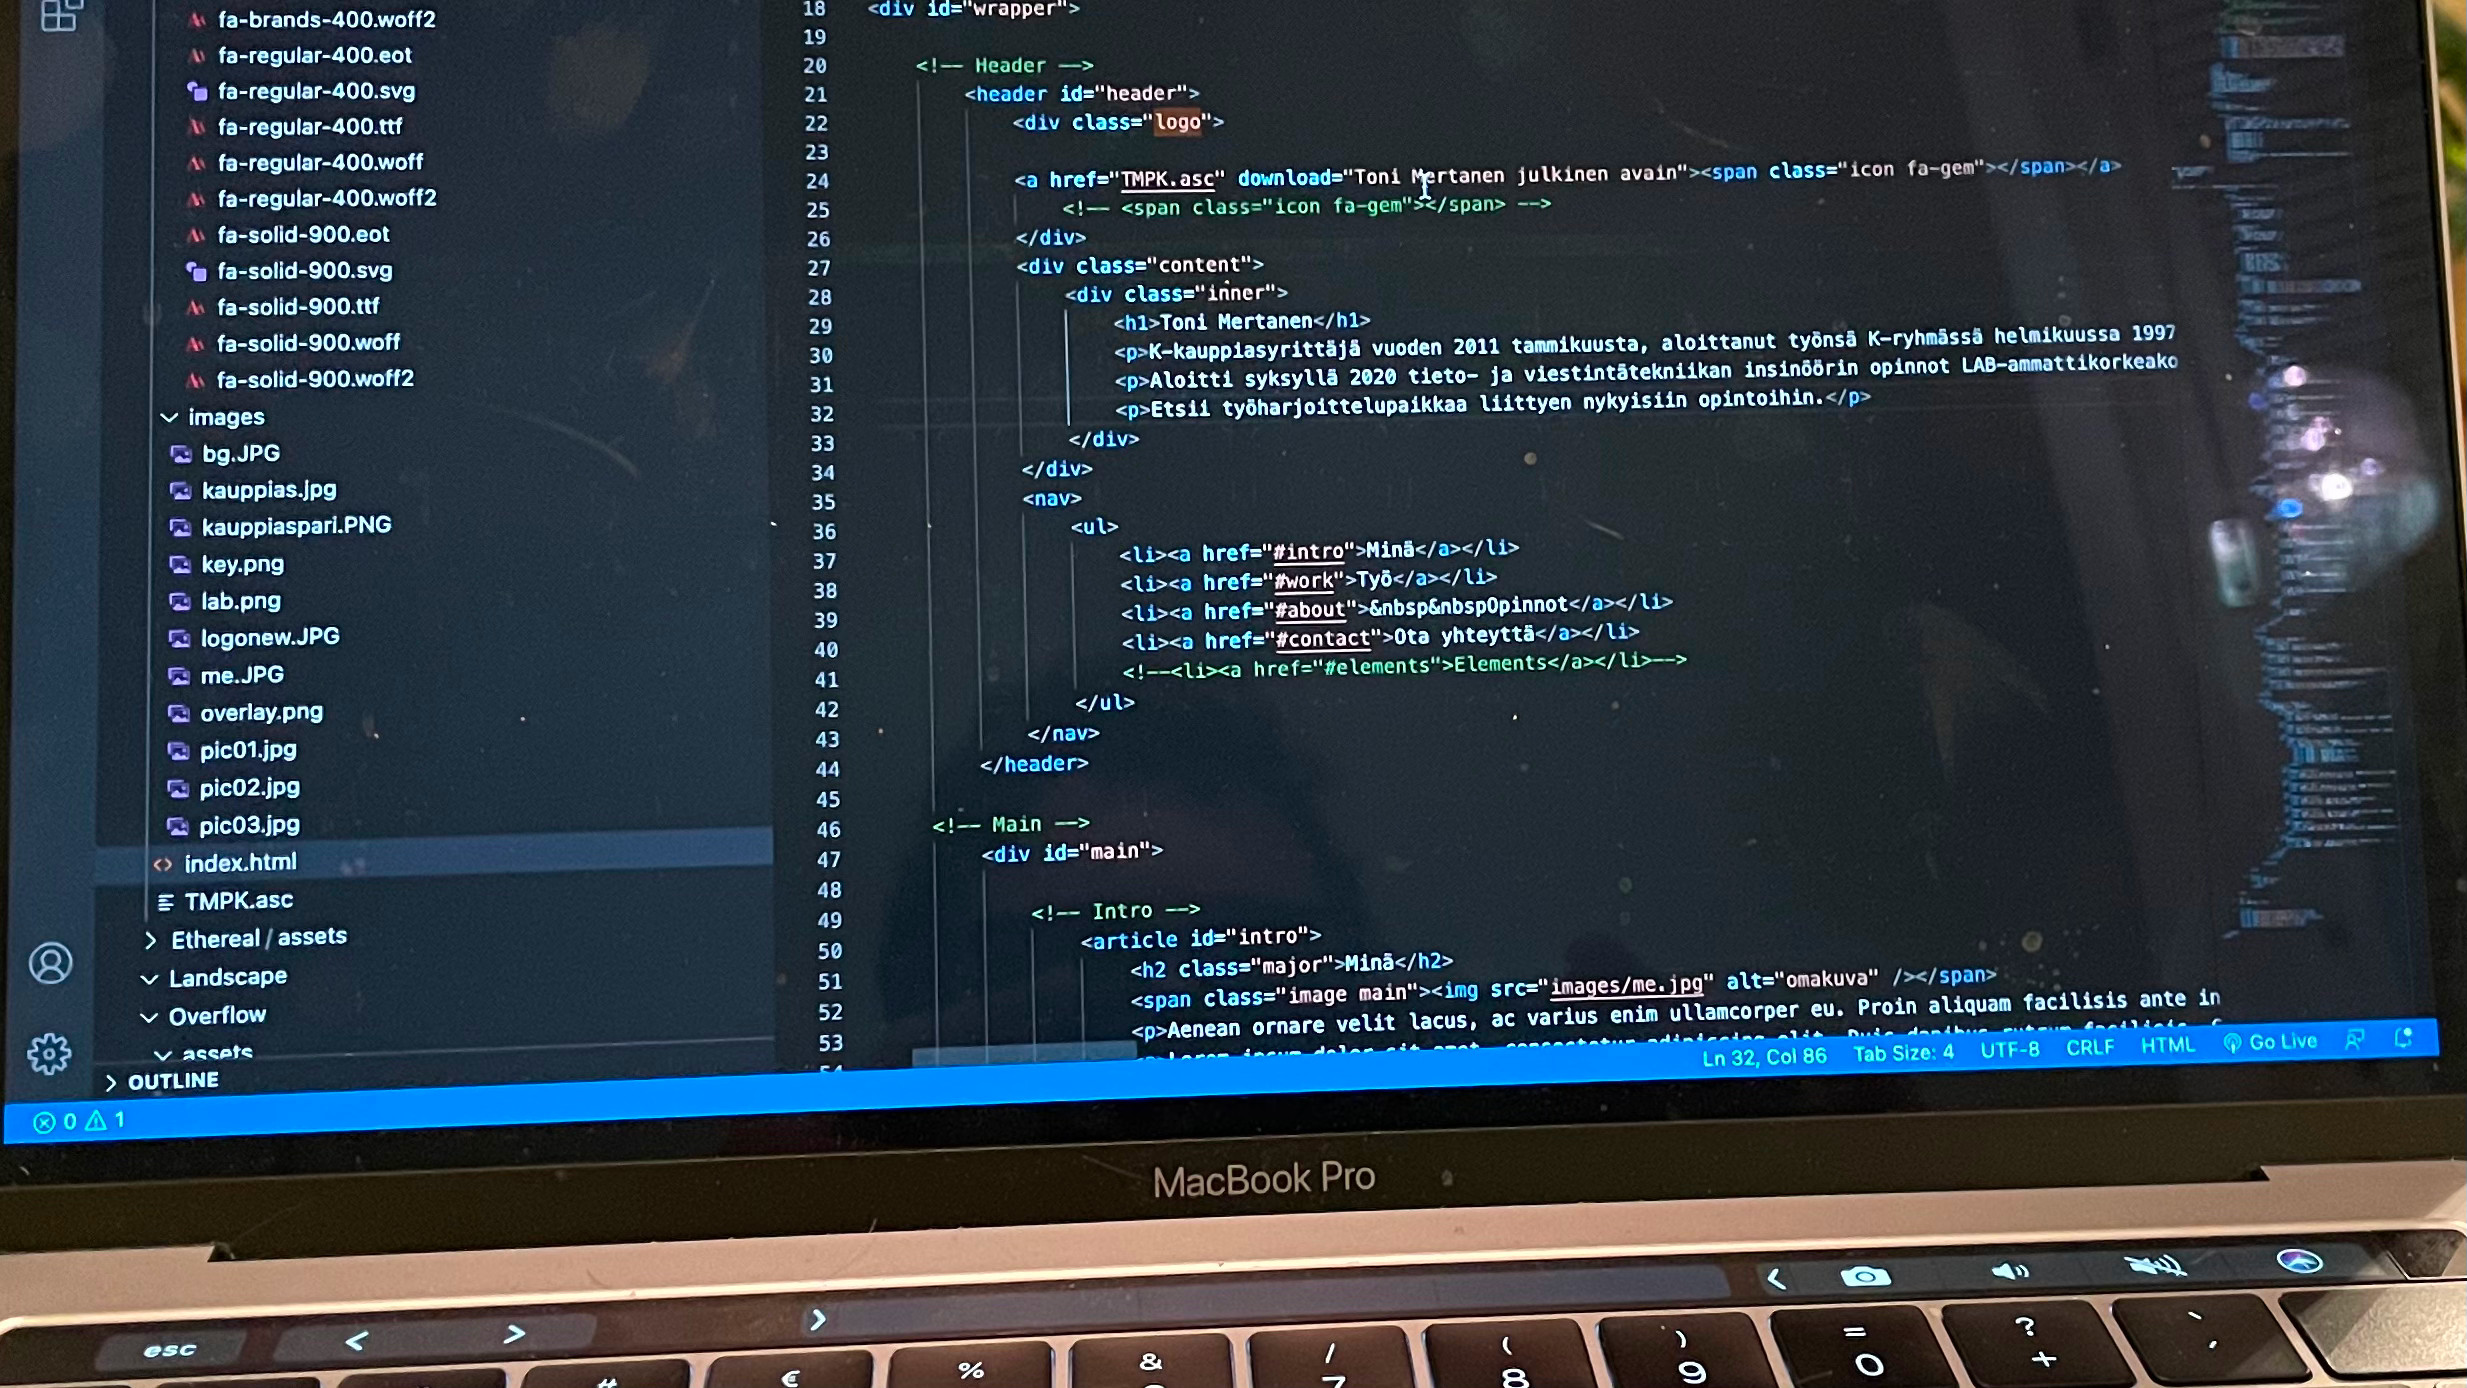 fa-brands-400.woff2
fa-regular-400.eot
fa-regular-400.svg
fa-regular-400.ttf
fa-regular-400.woff
fa-regular-400.woff2
fa-solid-900.eot
fa-solid-900.svg
fa-solid-900.ttf
fa-solid-900.woff
fa-solid-900.woff2
images
bg.JPG
kauppias.jpg
kauppiaspari.PNG
key.png
lab.png
logonew.JPG
me.JPG
overlay.png
pic01.jpg
pic02.jpg
pic03.jpg
index.html
TMPK.asc
Ethereal / assets
Landscape
Overflow
assets
OUTLINE
18 <div id="wrapper">
19
20 <!-- Header -->
21 <header id="header">
22 <div class="logo">
23
24 <a href="TMPK.asc" download="Toni Mertanen julkinen avain"><span class="icon fa-gem"></span></a>
25 <!-- <span class="icon fa-gem"></span> -->
26 </div>
27 <div class="content">
28 <div class="inner">
29 <h1>Toni Mertanen</h1>
30 <p>K-kauppiasyrittäjä vuoden 2011 tammikuusta, aloittanut työnsä K-ryhmässä helmikuussa 1997
31 <p>Aloitti syksyllä 2020 tieto- ja viestintätekniikan insinöörin opinnot LAB-ammattikorkeako
32 <p>Etsii työharjoittelupaikkaa liittyen nykyisiin opintoihin.</p>
33 </div>
34 </div>
35 <nav>
36 <ul>
37 <li><a href="#intro">Minä</a></li>
38 <li><a href="#work">Työ</a></li>
39 <li><a href="#about">&nbsp&nbspOpinnot</a></li>
40 <li><a href="#contact">Ota yhteyttä</a></li>
41 <!--<li><a href="#elements">Elements</a></li>-->
42 </ul>
43 </nav>
44 </header>
45
46 <!-- Main -->
47 <div id="main">
48
49 <!-- Intro -->
50 <article id="intro">
51 <h2 class="major">Minä</h2>
52 <span class="image main"><img src="images/me.jpg" alt="omakuva" /></span>
53 <p>Aenean ornare velit lacus, ac varius enim ullamcorper eu. Proin aliquam facilisis ante in
0 1
Ln 32, Col 86 Tab Size: 4 UTF-8 CRLF HTML Go Live
MacBook Pro
esc < > > <
# € % & / ( ) = ? `
7 8 9 0 + ´